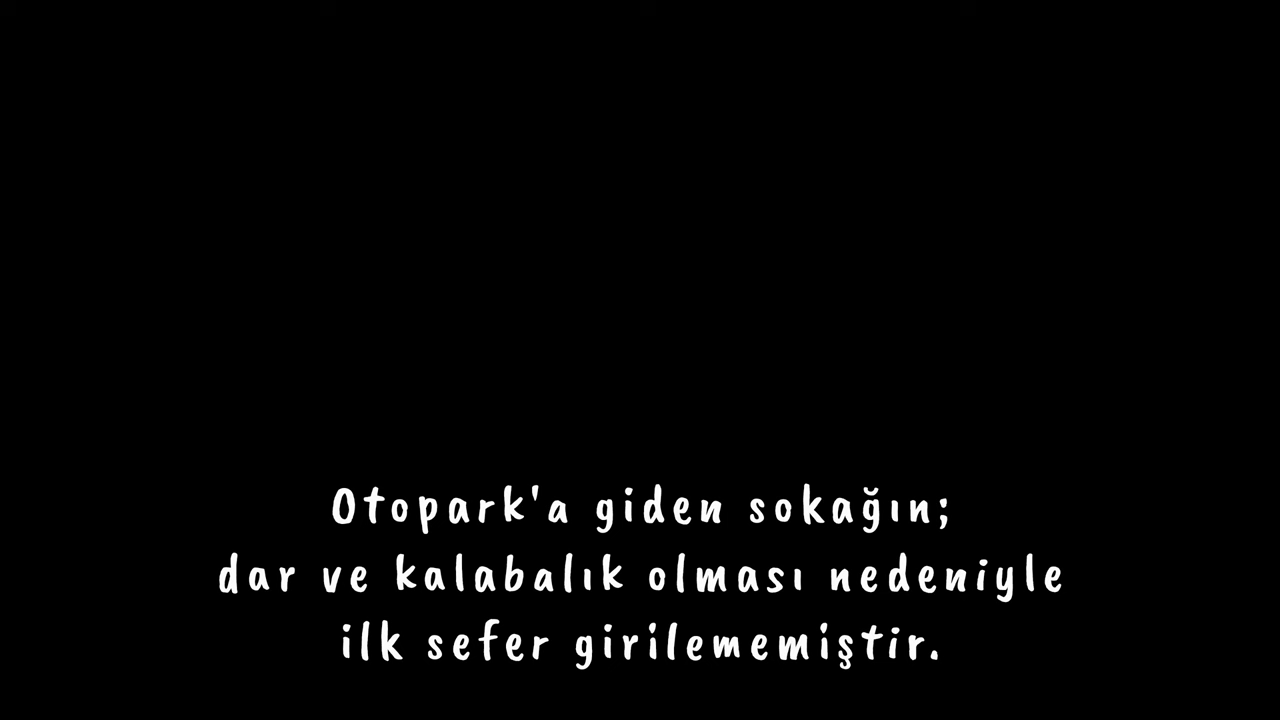 Otopark'a giden sokağın;
dar ve kalabalık olması nedeniyle
ilk sefer girilememiştir.